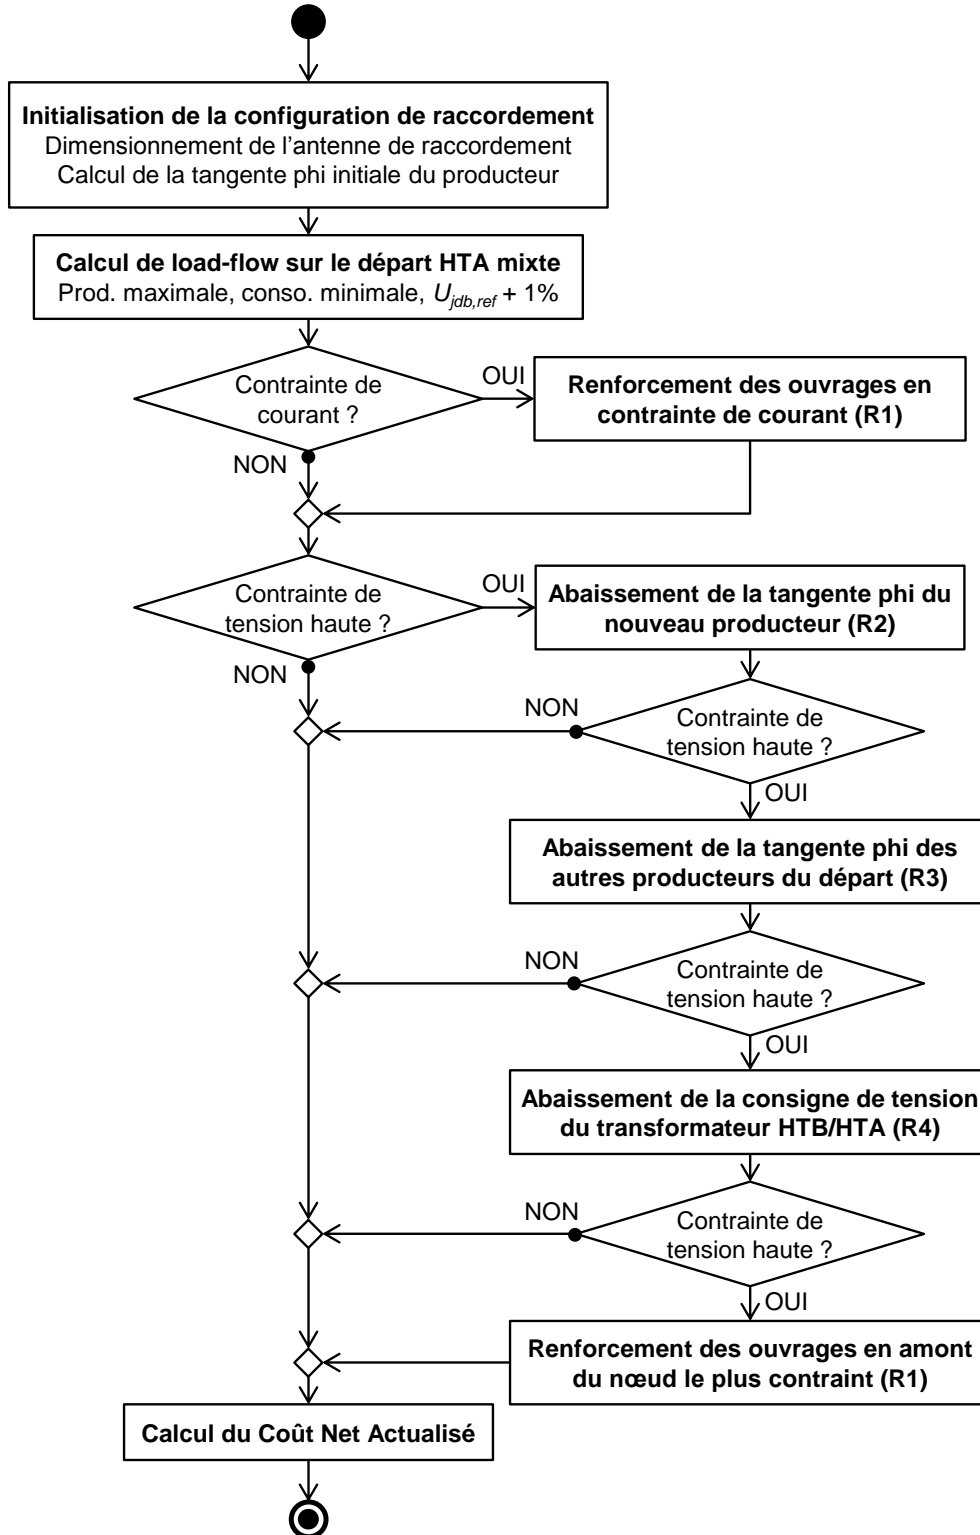 Initialisation de la configuration de raccordement
Dimensionnement de l'antenne de raccordement
Calcul de la tangente phi initiale du producteur
Calcul de load-flow sur le départ HTA mixte
Prod. maximale, conso. minimale, Ujdb,ref + 1%
Contrainte de
courant ?
OUI
Renforcement des ouvrages en
contrainte de courant (R1)
NON
Contrainte de
tension haute ?
OUI
Abaissement de la tangente phi du
nouveau producteur (R2)
NON
NON
Contrainte de
tension haute ?
OUI
Abaissement de la tangente phi des
autres producteurs du départ (R3)
NON
Contrainte de
tension haute ?
OUI
Abaissement de la consigne de tension
du transformateur HTB/HTA (R4)
NON
Contrainte de
tension haute ?
OUI
Renforcement des ouvrages en amont
du nœud le plus contraint (R1)
Calcul du Coût Net Actualisé